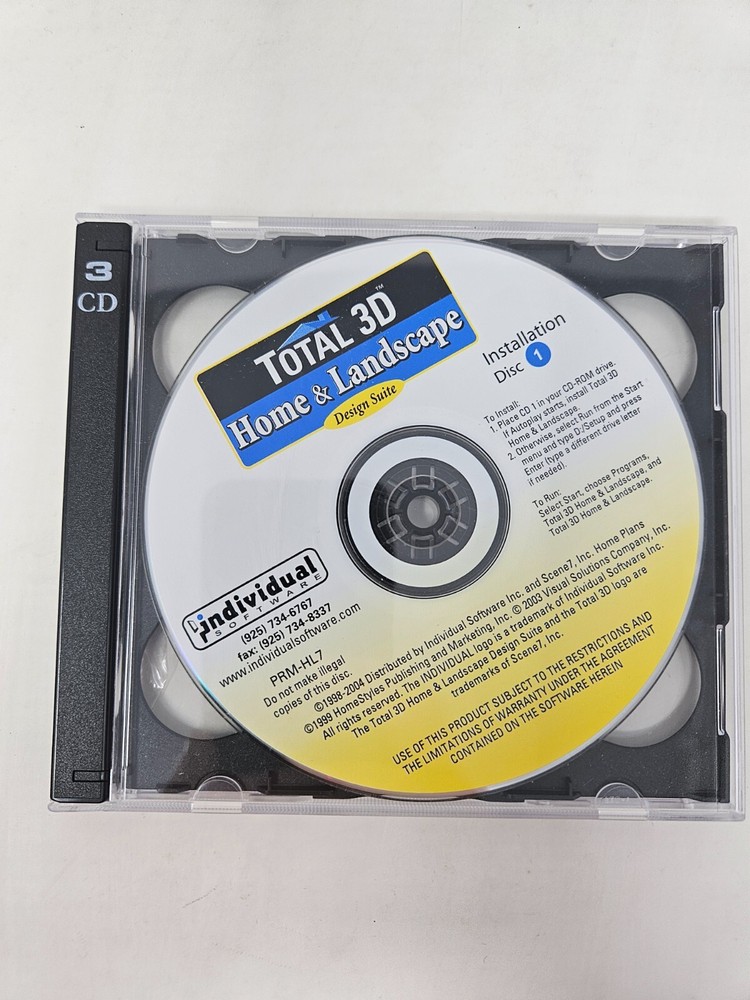 3
CD
TOTAL 3D™
Home & Landscape
Design Suite
Installation
Disc 1
To Install:
1. Place CD 1 in your CD-ROM drive.
If Autoplay starts, install Total 3D
Home & Landscape.
2. Otherwise, select Run from the Start
menu and type D:/Setup and press
Enter (type a different drive letter
if needed).
To Run:
Select Start, choose Programs,
Total 3D Home & Landscape, and
Total 3D Home & Landscape.
individual
SOFTWARE
(925) 734-6767
fax: (925) 734-8337
www.individualsoftware.com
PRM-HL7
Do not make illegal
copies of this disc.
©1998-2004 Distributed by Individual Software Inc. and Scene7, Inc. Home Plans
©1999 HomeStyles Publishing and Marketing, Inc. © 2003 Visual Solutions Company, Inc.
All rights reserved. The INDIVIDUAL logo is a trademark of Individual Software Inc.
The Total 3D Home & Landscape Design Suite and the Total 3D logo are
trademarks of Scene7, Inc.
USE OF THIS PRODUCT SUBJECT TO THE RESTRICTIONS AND
THE LIMITATIONS OF WARRANTY UNDER THE AGREEMENT
CONTAINED ON THE SOFTWARE HEREIN